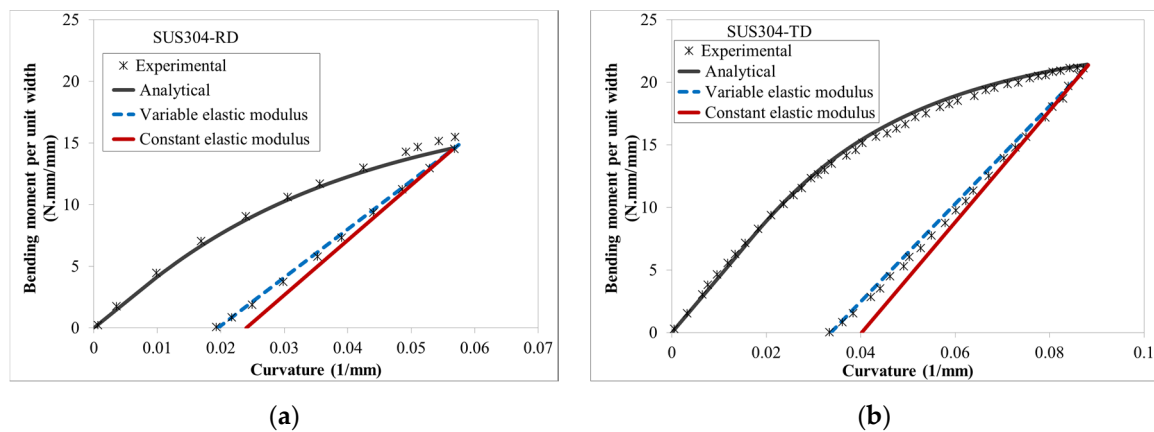 SUS304-RD
Experimental
Analytical
Variable elastic modulus
Constant elastic modulus
Bending moment per unit width
(N.mm/mm)
25
20
15
10
5
0
0 0.01 0.02 0.03 0.04 0.05 0.06 0.07
Curvature (1/mm)
(a)
SUS304-TD
Experimental
Analytical
Variable elastic modulus
Constant elastic modulus
Bending moment per unit width
(N.mm/mm)
25
20
15
10
5
0
0 0.02 0.04 0.06 0.08 0.1
Curvature (1/mm)
(b)